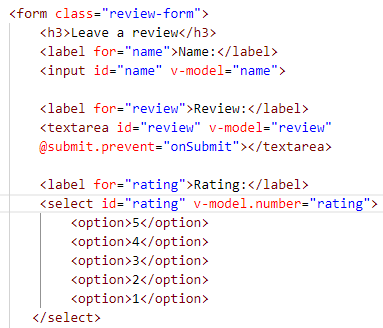 <form class="review-form">
<h3>Leave a review</h3>
<label for="name">Name:</label>
<input id="name" v-model="name">
<label for="review">Review:</label>
<textarea id="review" v-model="review"
@submit.prevent="onSubmit"></textarea>
<label for="rating">Rating:</label>
<select id="rating" v-model.number="rating">
<option>5</option>
<option>4</option>
<option>3</option>
<option>2</option>
<option>1</option>
</select>